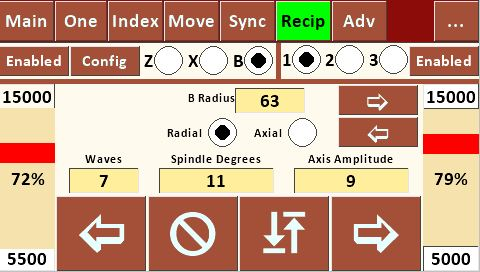 Main One Index Move Sync Recip Adv ...
Enabled Config Z X B 1 2 3 Enabled
15000 B Radius 63 15000
Radial Axial
Waves Spindle Degrees Axis Amplitude
72% 7 11 9 79%
5500 5000